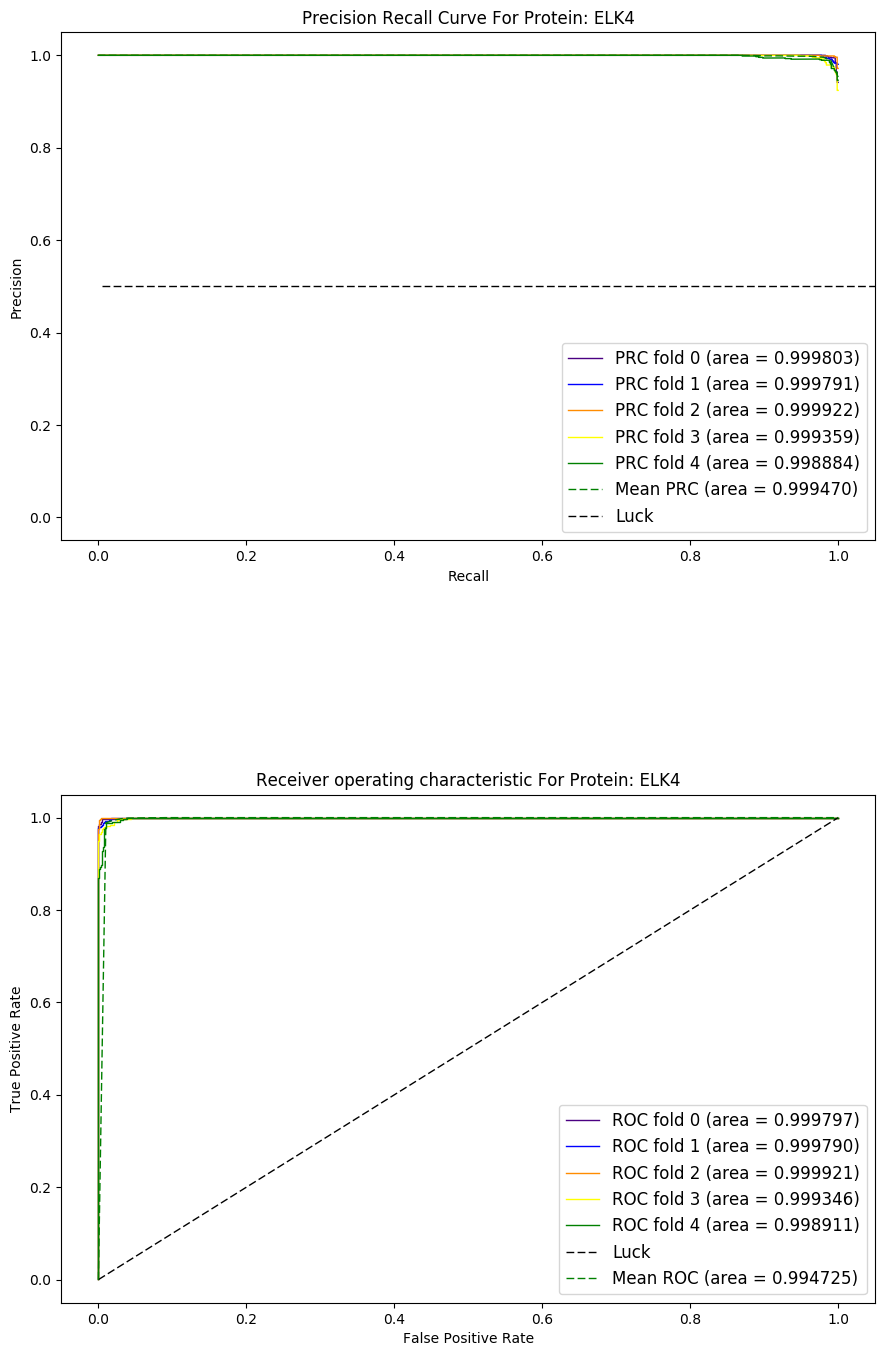 Precision Recall Curve For Protein: ELK4
1.0
0.8
0.6
0.4
0.2
0.0
Precision
PRC fold 0 (area = 0.999803)
PRC fold 1 (area = 0.999791)
PRC fold 2 (area = 0.999922)
PRC fold 3 (area = 0.999359)
PRC fold 4 (area = 0.998884)
Mean PRC (area = 0.999470)
Luck
0.0 0.2 0.4 0.6 0.8 1.0
Recall
Receiver operating characteristic For Protein: ELK4
1.0
0.8
0.6
0.4
0.2
0.0
True Positive Rate
ROC fold 0 (area = 0.999797)
ROC fold 1 (area = 0.999790)
ROC fold 2 (area = 0.999921)
ROC fold 3 (area = 0.999346)
ROC fold 4 (area = 0.998911)
Luck
Mean ROC (area = 0.994725)
0.0 0.2 0.4 0.6 0.8 1.0
False Positive Rate